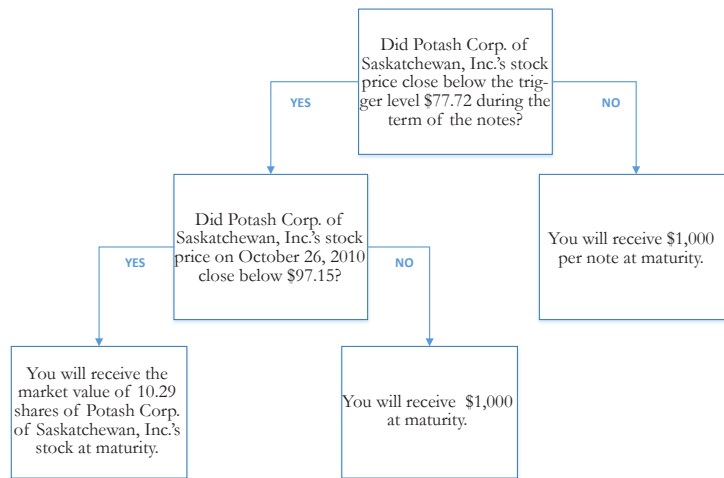 Did Potash Corp. of
Saskatchewan, Inc.'s stock
price close below the trig-
ger level $77.72 during the
term of the notes?
YES
NO
Did Potash Corp. of
Saskatchewan, Inc.'s stock
price on October 26, 2010
close below $97.15?
You will receive $1,000
per note at maturity.
YES
NO
You will receive the
market value of 10.29
shares of Potash Corp.
of Saskatchewan, Inc.'s
stock at maturity.
You will receive $1,000
at maturity.